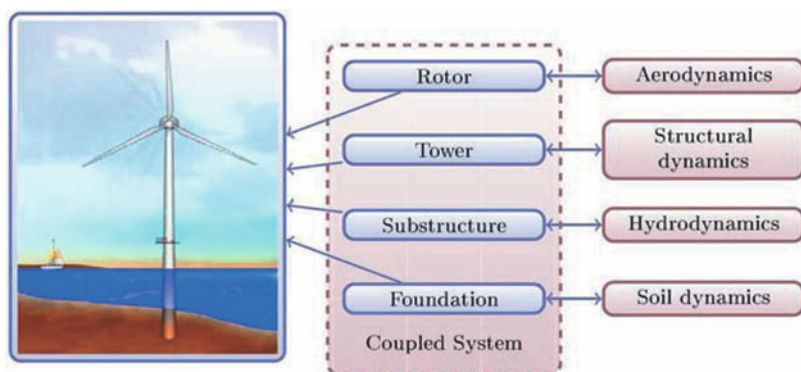 Rotor
Aerodynamics
Tower
Structural
dynamics
Substructure
Hydrodynamics
Foundation
Soil dynamics
Coupled System